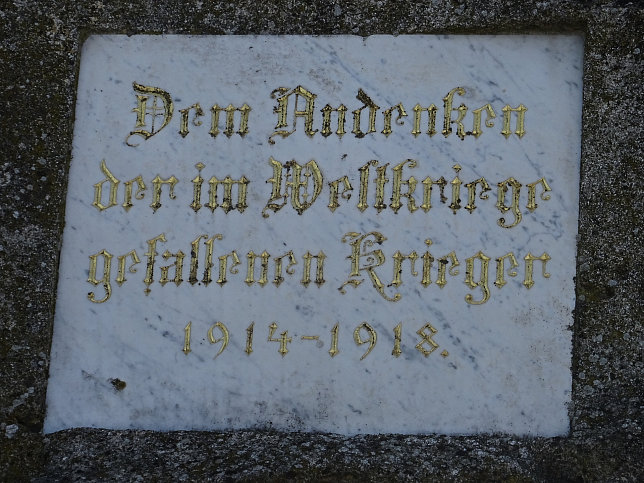 Dem Andenken
der im Weltkriege
gefallenen Krieger
1914-1918.